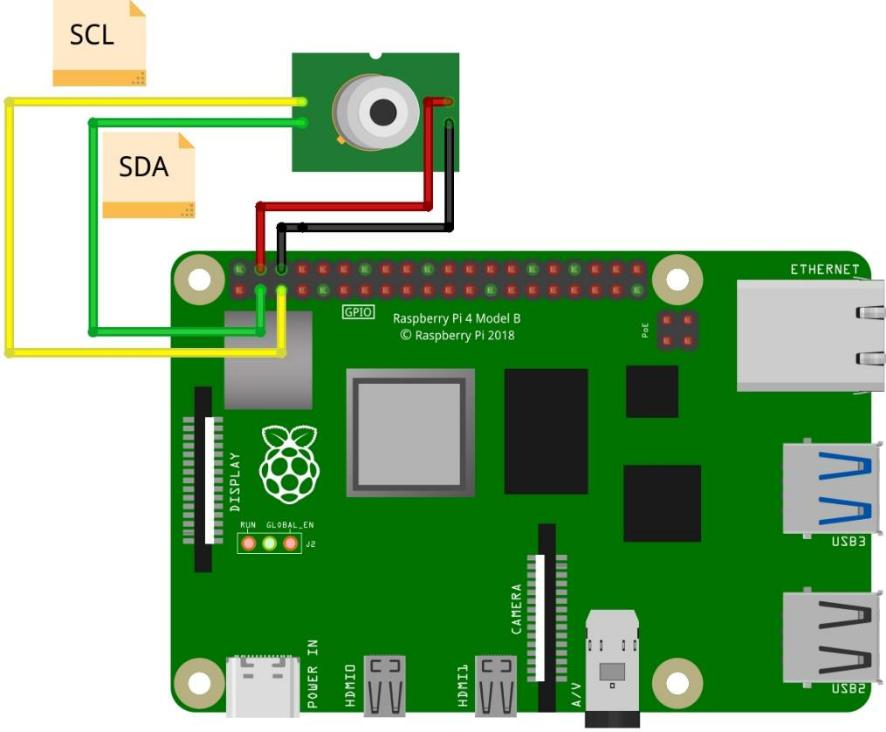 SCL
SDA
ETHERNET
GPIO
Raspberry Pi 4 Model B
© Raspberry Pi 2018
PoE
DISPLAY
RUN GLOBAL_EN
J2
USB3
CAMERA
USB2
POWER IN
HDMI0
HDMI1
A/V